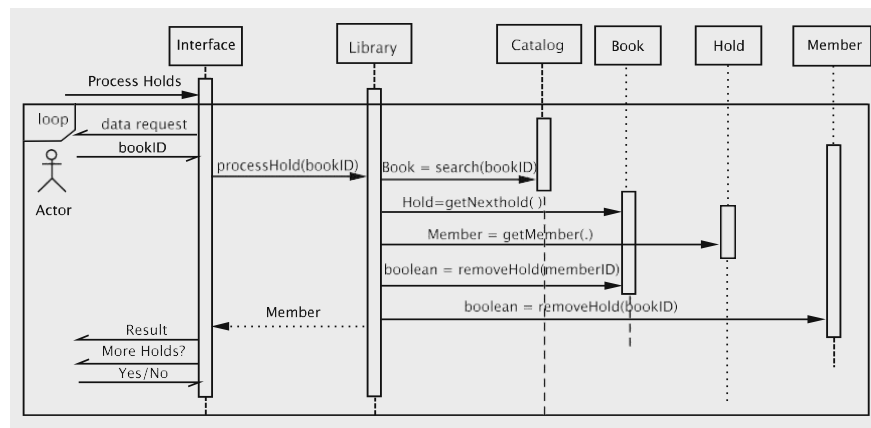 Interface
Library
Catalog
Book
Hold
Member
Process Holds
loop
data request
bookID
Actor
processHold(bookID)
Book = search(bookID)
Hold=getNexthold( )
Member = getMember(.)
boolean = removeHold(memberID)
boolean = removeHold(bookID)
Member
Result
More Holds?
Yes/No